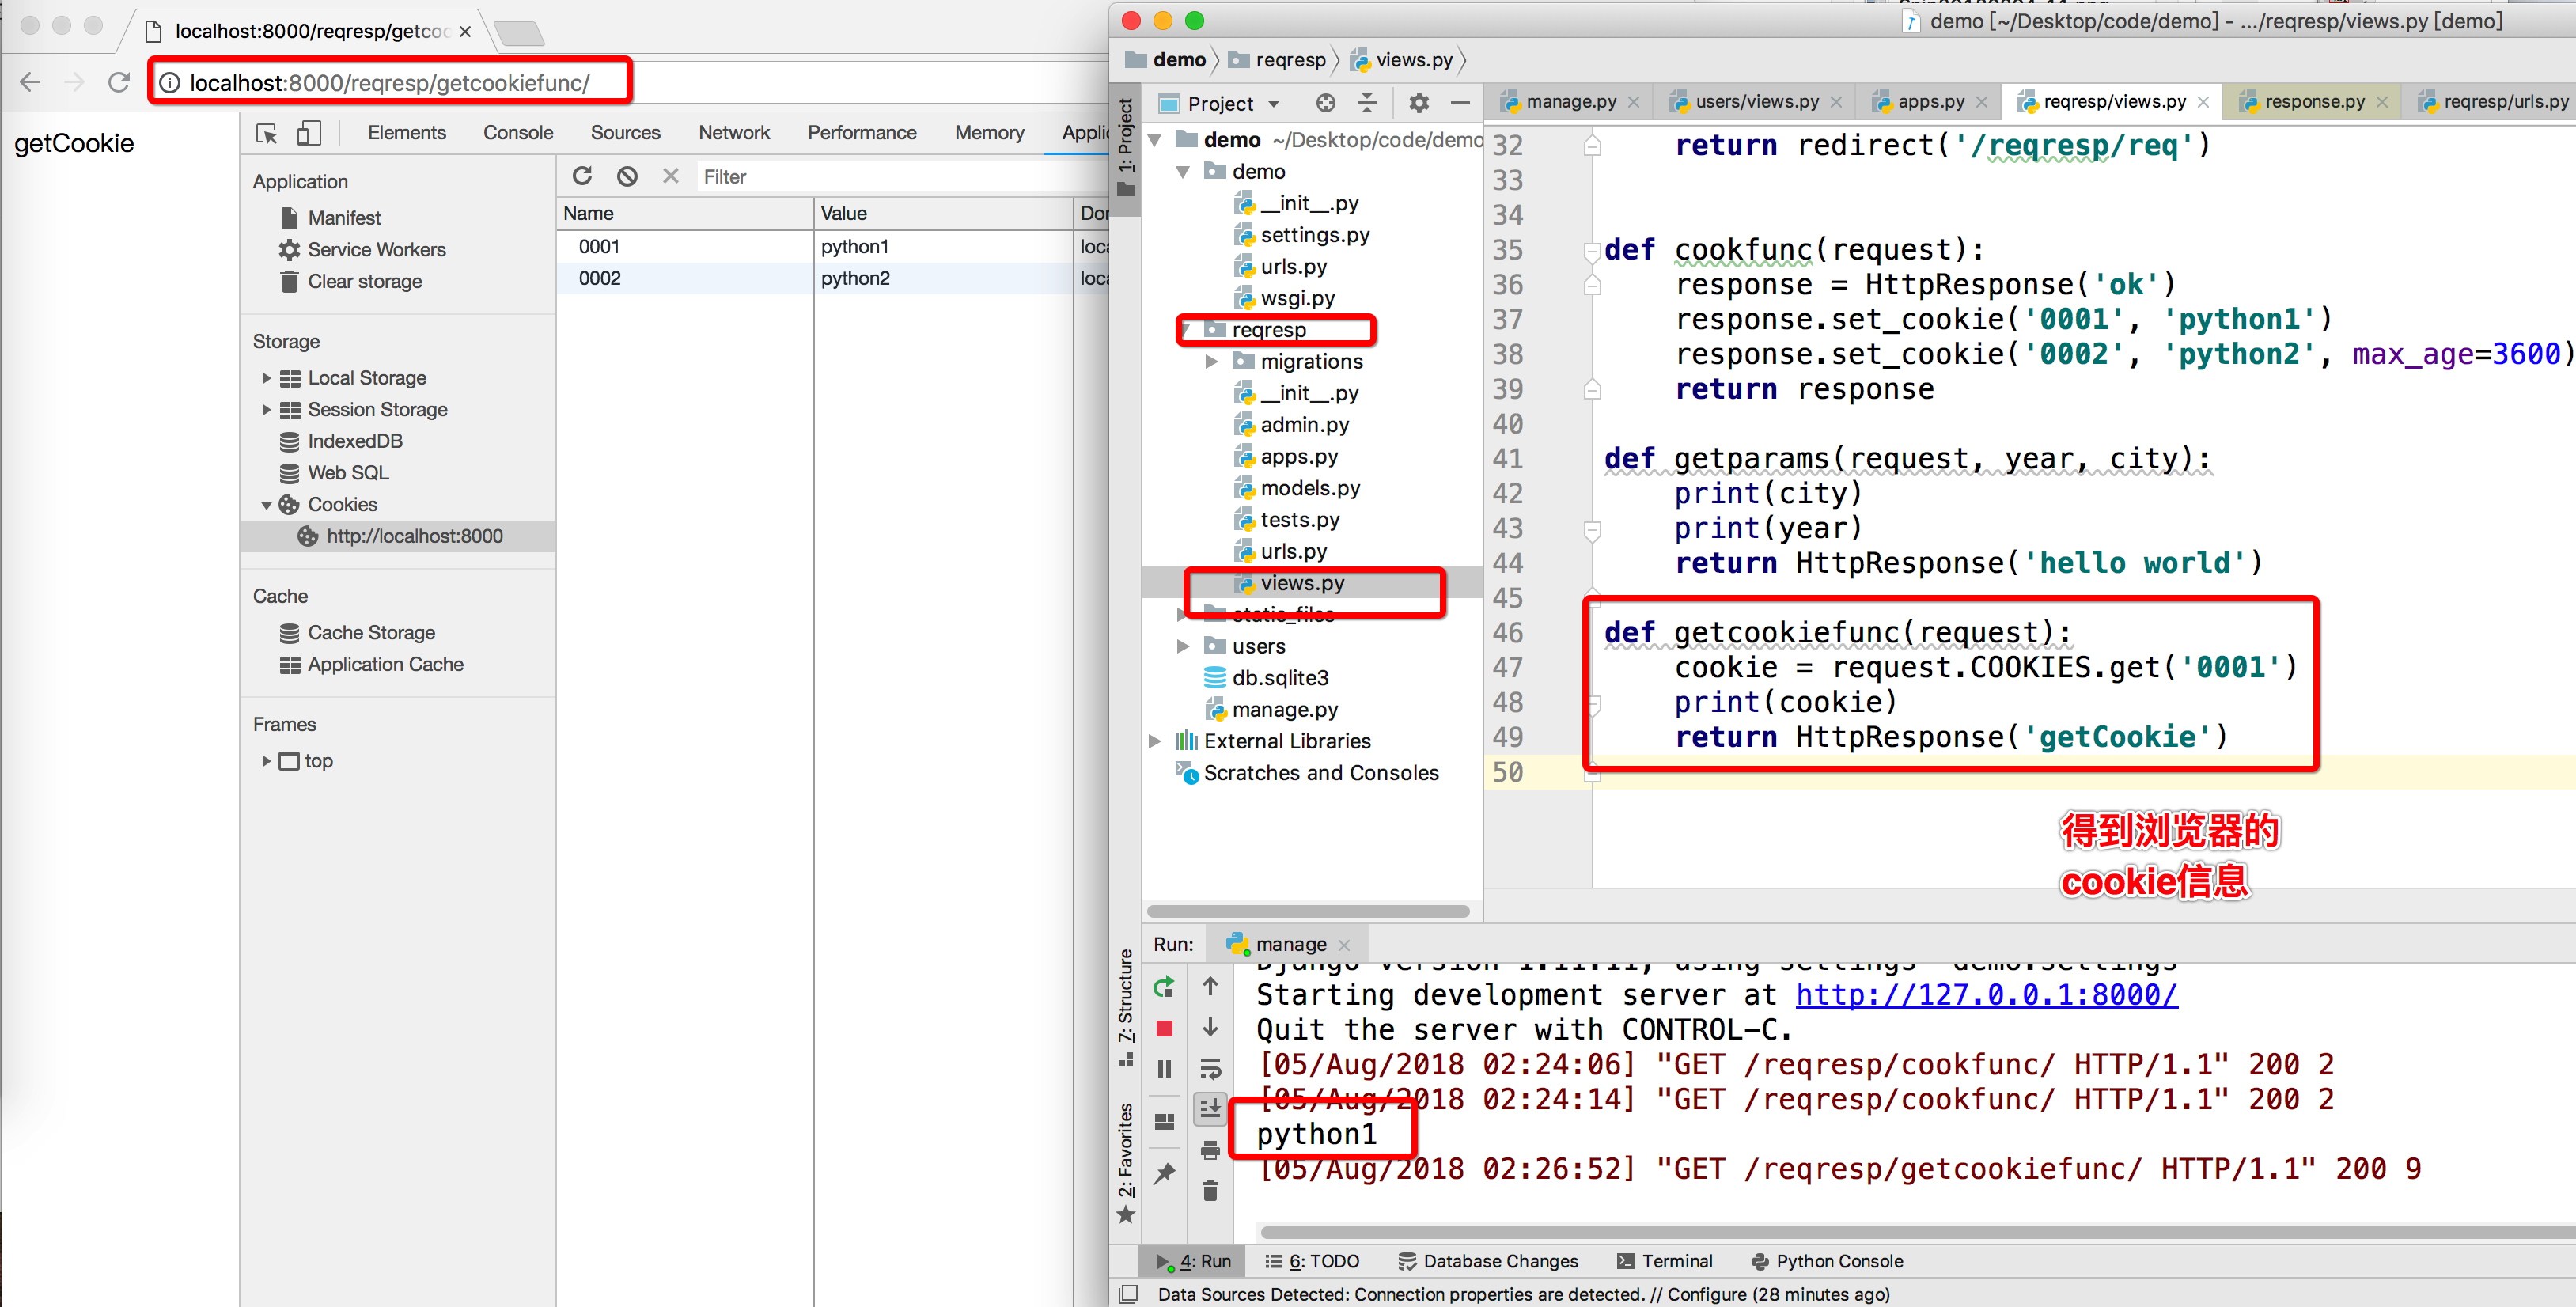 localhost:8000/reqresp/getcoo
localhost:8000/reqresp/getcookiefunc/
getCookie
Elements Console Sources Network Performance Memory Applic
Application
Manifest
Service Workers
Clear storage
Storage
Local Storage
Session Storage
IndexedDB
Web SQL
Cookies
http://localhost:8000
Cache
Cache Storage
Application Cache
Frames
top
Filter
Name Value Dor
0001 python1 loca
0002 python2 loca
demo [~/Desktop/code/demo] - .../reqresp/views.py [demo]
demo reqresp views.py
1: Project
Project
manage.py users/views.py apps.py reqresp/views.py response.py reqresp/urls.py
demo ~/Desktop/code/demo
demo
__init__.py
settings.py
urls.py
wsgi.py
reqresp
migrations
__init__.py
admin.py
apps.py
models.py
tests.py
urls.py
views.py
static_files
users
db.sqlite3
manage.py
External Libraries
Scratches and Consoles
32 return redirect('/reqresp/req')
33
34
35 def cookfunc(request):
36 response = HttpResponse('ok')
37 response.set_cookie('0001', 'python1')
38 response.set_cookie('0002', 'python2', max_age=3600)
39 return response
40
41 def getparams(request, year, city):
42 print(city)
43 print(year)
44 return HttpResponse('hello world')
45
46 def getcookiefunc(request):
47 cookie = request.COOKIES.get('0001')
48 print(cookie)
49 return HttpResponse('getCookie')
50
得到浏览器的
cookie信息
7: Structure
2: Favorites
Run: manage
Django version 1.11.11, using settings 'demo.settings'
Starting development server at http://127.0.0.1:8000/
Quit the server with CONTROL-C.
[05/Aug/2018 02:24:06] "GET /reqresp/cookfunc/ HTTP/1.1" 200 2
[05/Aug/2018 02:24:14] "GET /reqresp/cookfunc/ HTTP/1.1" 200 2
python1
[05/Aug/2018 02:26:52] "GET /reqresp/getcookiefunc/ HTTP/1.1" 200 9
4: Run 6: TODO Database Changes Terminal Python Console
Data Sources Detected: Connection properties are detected. // Configure (28 minutes ago)